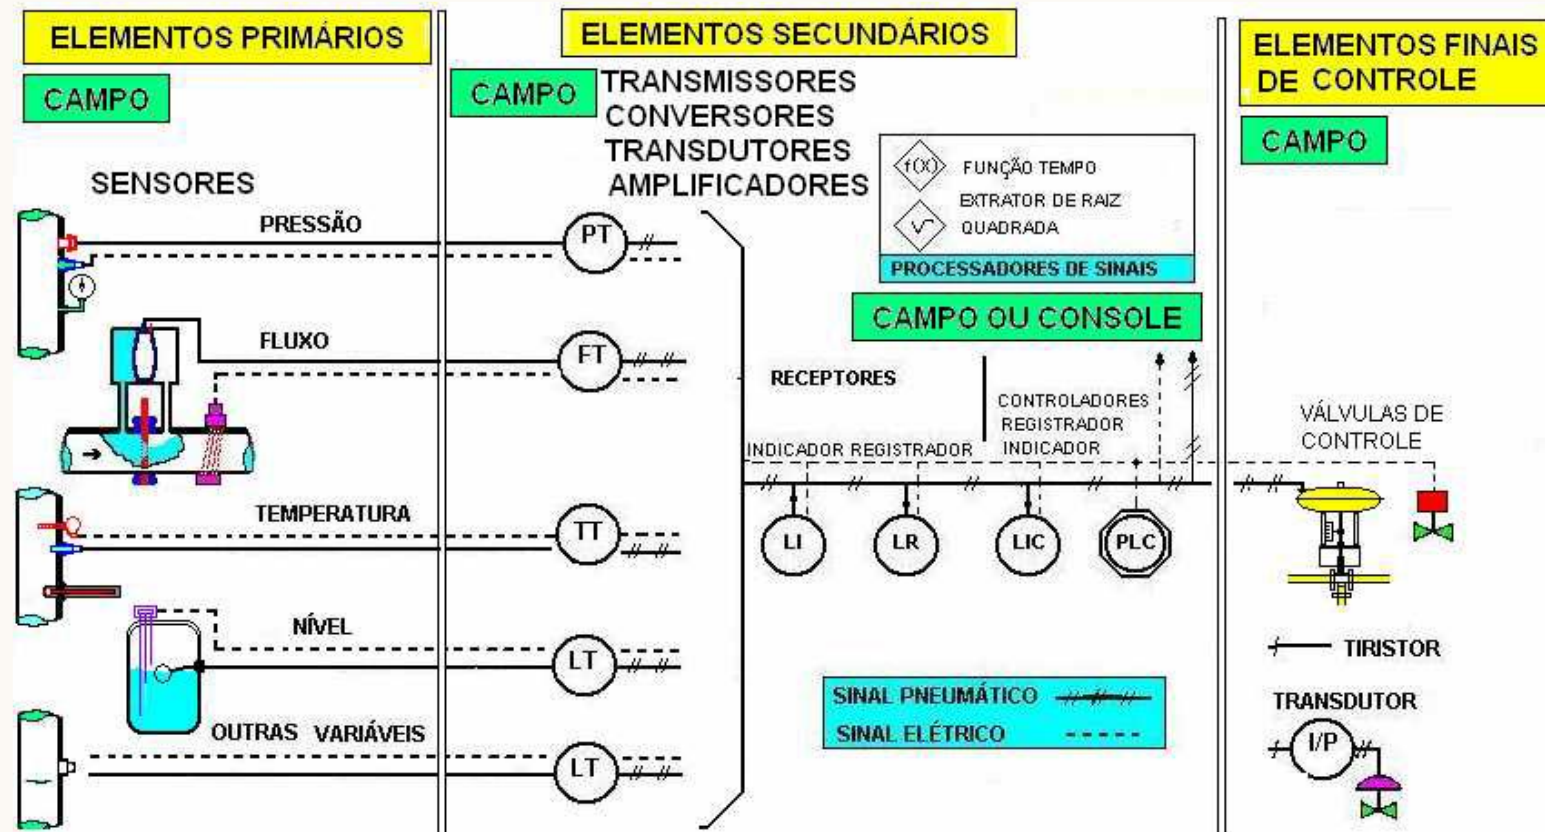 ELEMENTOS PRIMÁRIOS
CAMPO
SENSORES
PRESSÃO
FLUXO
TEMPERATURA
NÍVEL
OUTRAS VARIÁVEIS
ELEMENTOS SECUNDÁRIOS
CAMPO
TRANSMISSORES
CONVERSORES
TRANSDUTORES
AMPLIFICADORES
PT
FT
TT
LT
LT
f(X) FUNÇÃO TEMPO
EXTRATOR DE RAIZ
√ QUADRADA
PROCESSADORES DE SINAIS
CAMPO OU CONSOLE
RECEPTORES
INDICADOR REGISTRADOR
CONTROLADORES
REGISTRADOR
INDICADOR
LI
LR
LIC
PLC
SINAL PNEUMÁTICO
SINAL ELÉTRICO
ELEMENTOS FINAIS
DE CONTROLE
CAMPO
VÁLVULAS DE
CONTROLE
TIRISTOR
TRANSDUTOR
I/P